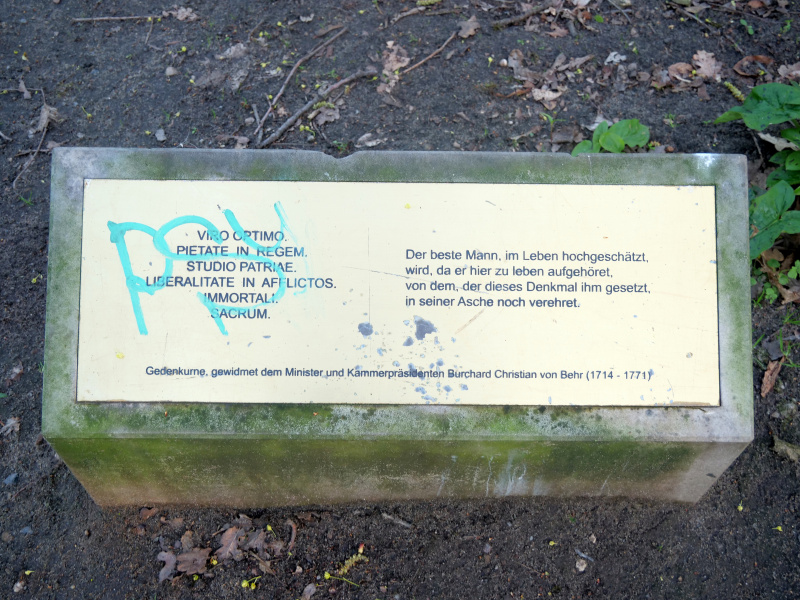 VIRO OPTIMO.
PIETATE IN REGEM.
STUDIO PATRIAE.
LIBERALITATE IN AFFLICTOS.
IMMORTALI.
SACRUM.
Der beste Mann, im Leben hochgeschätzt,
wird, da er hier zu leben aufgehöret,
von dem, der dieses Denkmal ihm gesetzt,
in seiner Asche noch verehret.
Gedenkurne, gewidmet dem Minister und Kammerpräsidenten Burchard Christian von Behr (1714 - 1771)